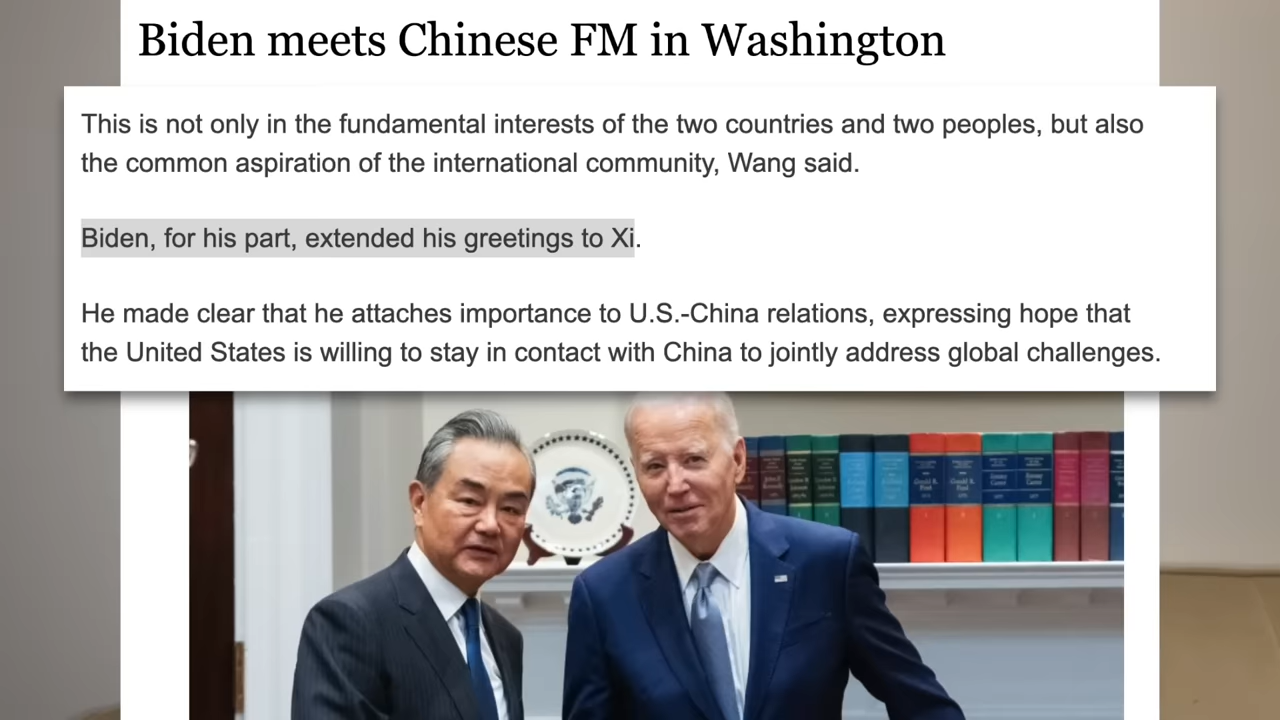 Biden meets Chinese FM in Washington
This is not only in the fundamental interests of the two countries and two peoples, but also
the common aspiration of the international community, Wang said.
Biden, for his part, extended his greetings to Xi.
He made clear that he attaches importance to U.S.-China relations, expressing hope that
the United States is willing to stay in contact with China to jointly address global challenges.